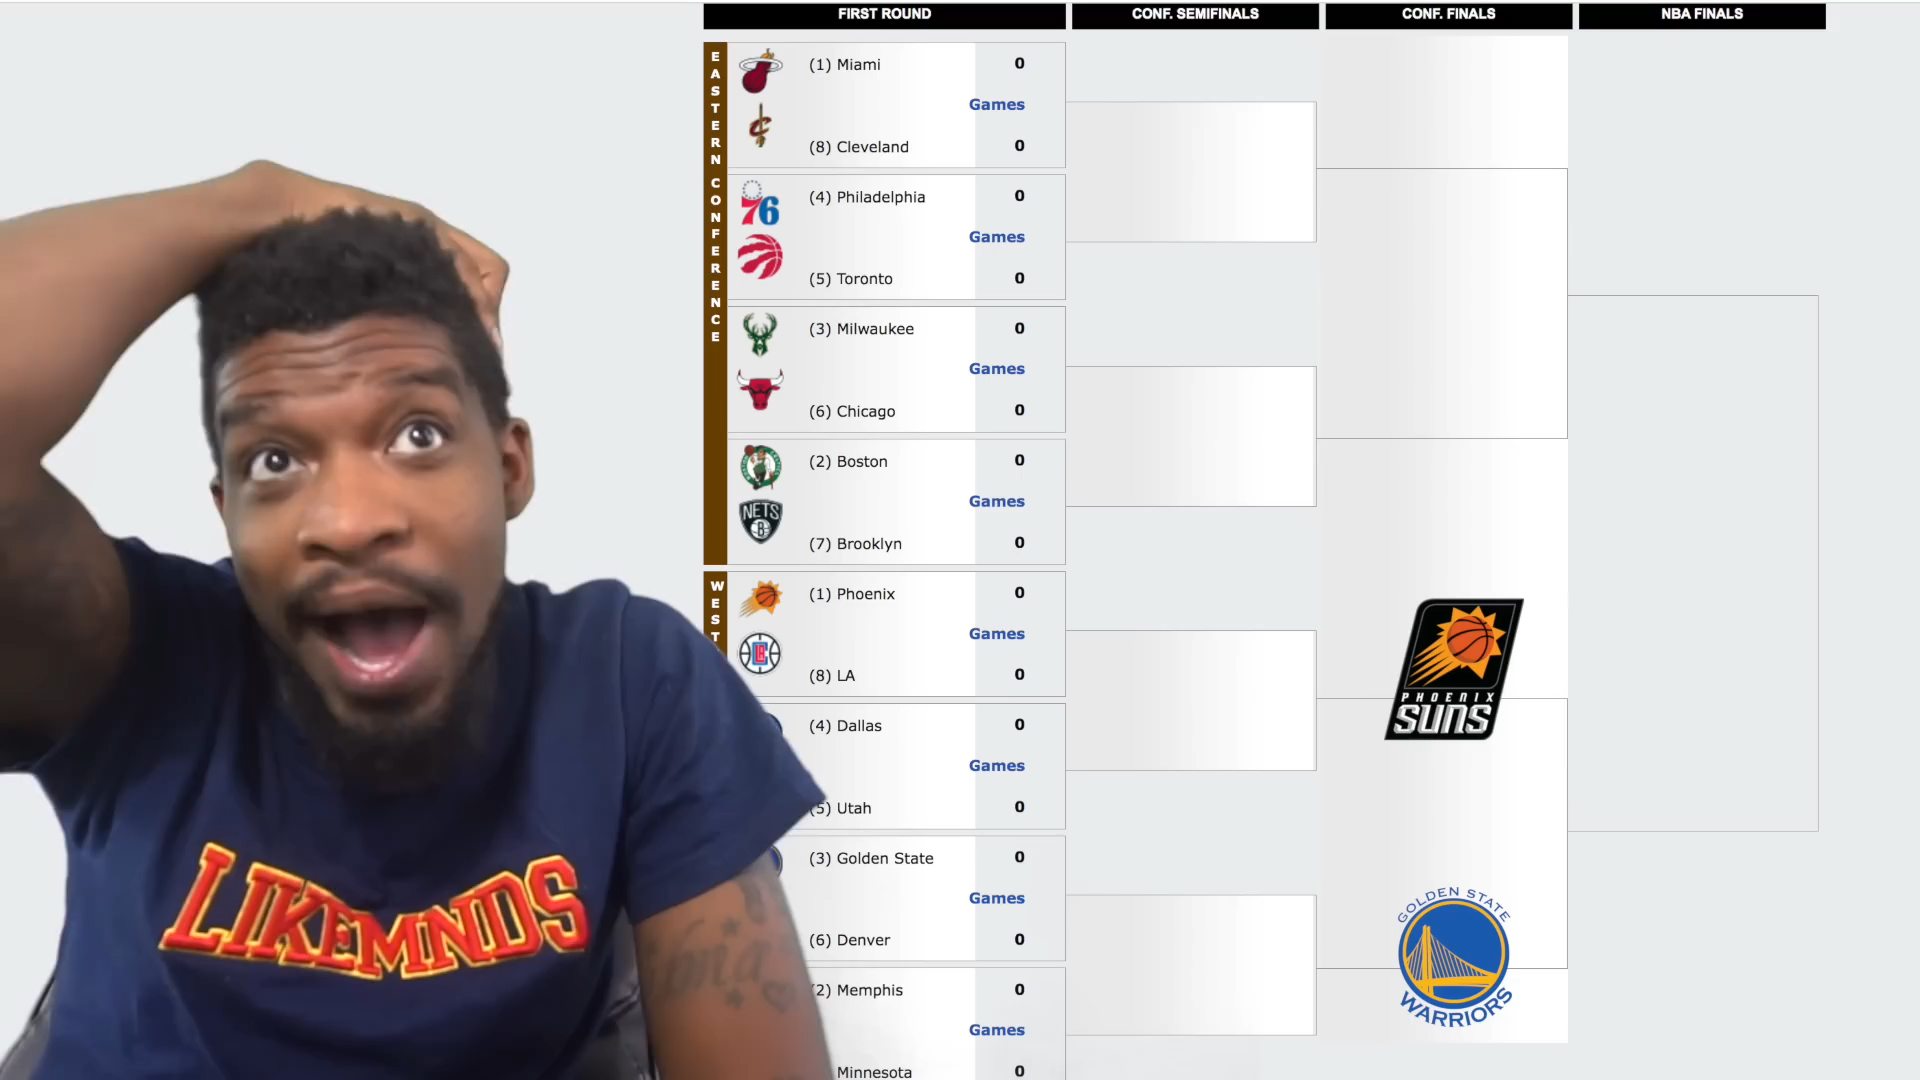 FIRST ROUND
CONF. SEMIFINALS
CONF. FINALS
NBA FINALS
EASTERN CONFERENCE
(1) Miami 0
Games
(8) Cleveland 0
76
(4) Philadelphia 0
Games
(5) Toronto 0
(3) Milwaukee 0
Games
(6) Chicago 0
(2) Boston 0
Games
NETS
B
(7) Brooklyn 0
WEST
(1) Phoenix 0
Games
(8) LA 0
(4) Dallas 0
Games
5) Utah 0
(3) Golden State 0
Games
(6) Denver 0
2) Memphis 0
Games
Minnesota 0
PHOENIX
SUNS
GOLDEN STATE
WARRIORS
LIKEMNDS